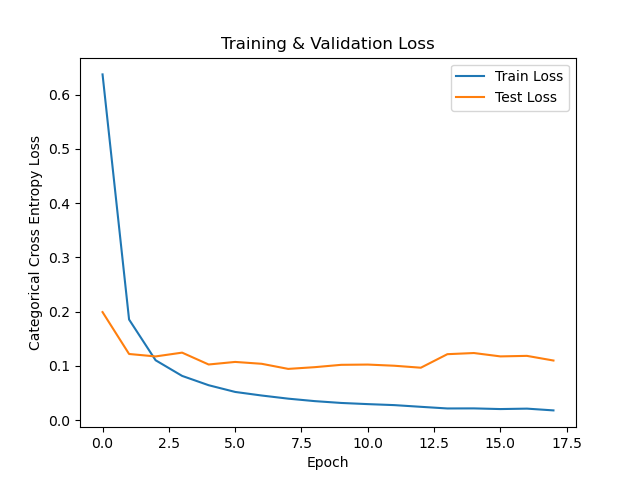 Training & Validation Loss
Train Loss
Test Loss
Categorical Cross Entropy Loss
0.6
0.5
0.4
0.3
0.2
0.1
0.0
0.0 2.5 5.0 7.5 10.0 12.5 15.0 17.5
Epoch